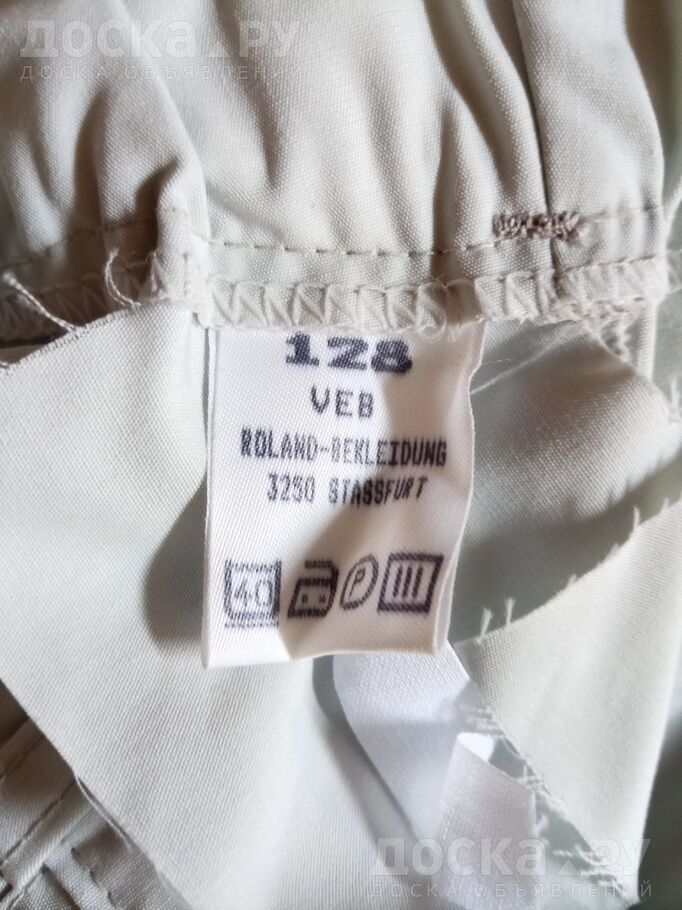 ДОСКА.РУ
ДОСКА ОБЪЯВЛЕНИЙ
128
VEB
ROLAND-BEKLEIDUNG
3250 STASSFURT
40 P
ДОСКА.РУ
ДОСКА ОБЪЯВЛЕНИЙ